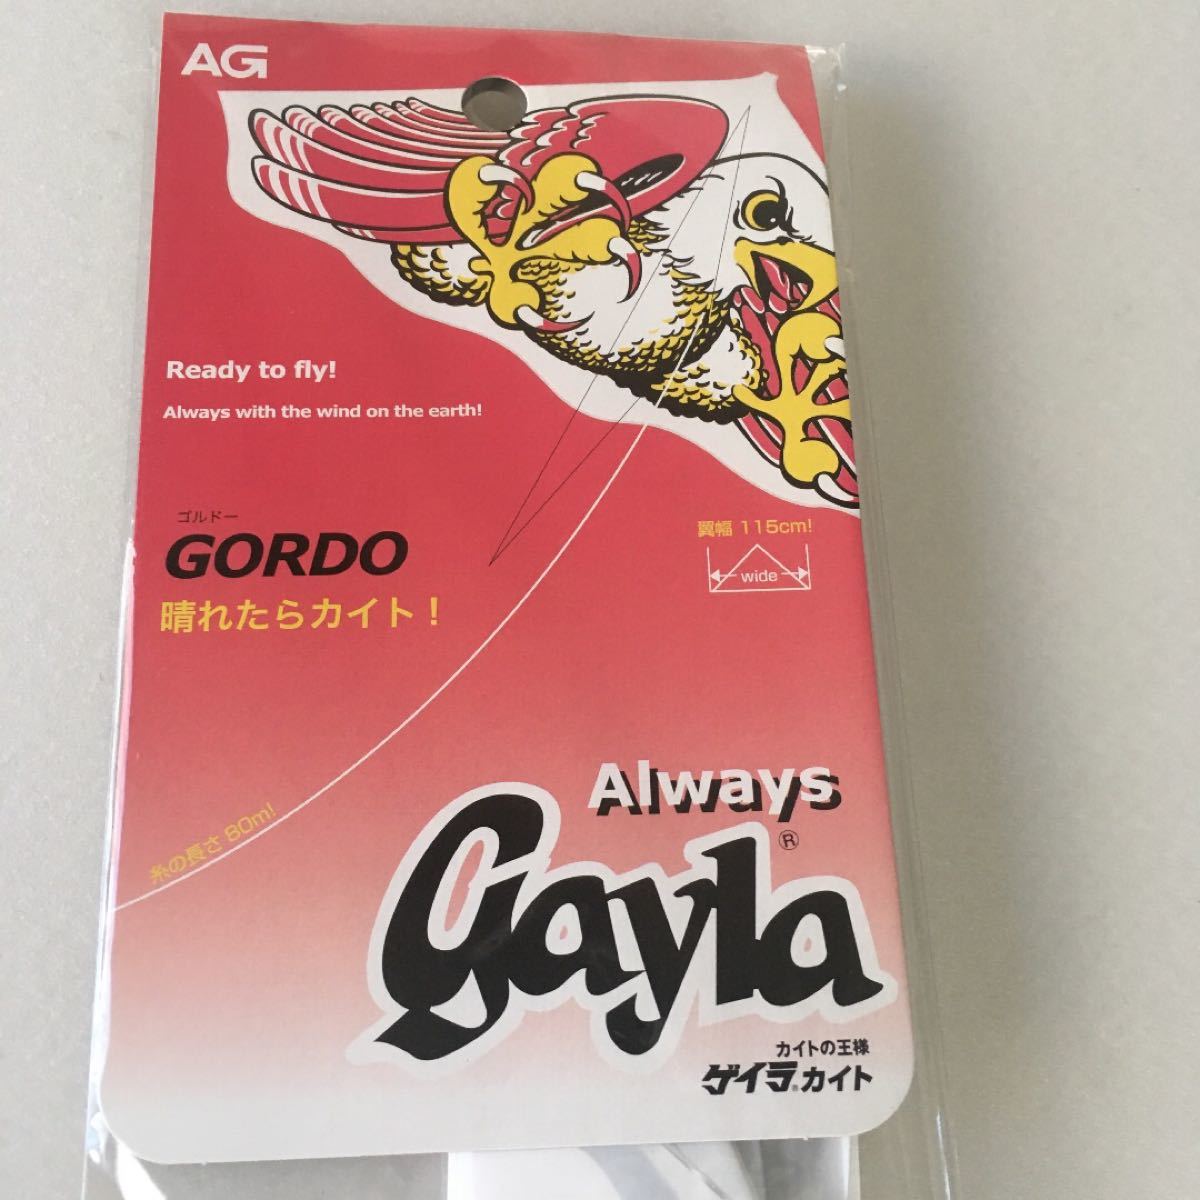 AG
Ready to fly!
Always with the wind on the earth!
ゴルドー
GORDO
晴れたらカイト！
翼幅 115cm!
wide
糸の長さ 80m!
Always
Gayla®
カイトの王様
ゲイラ®カイト